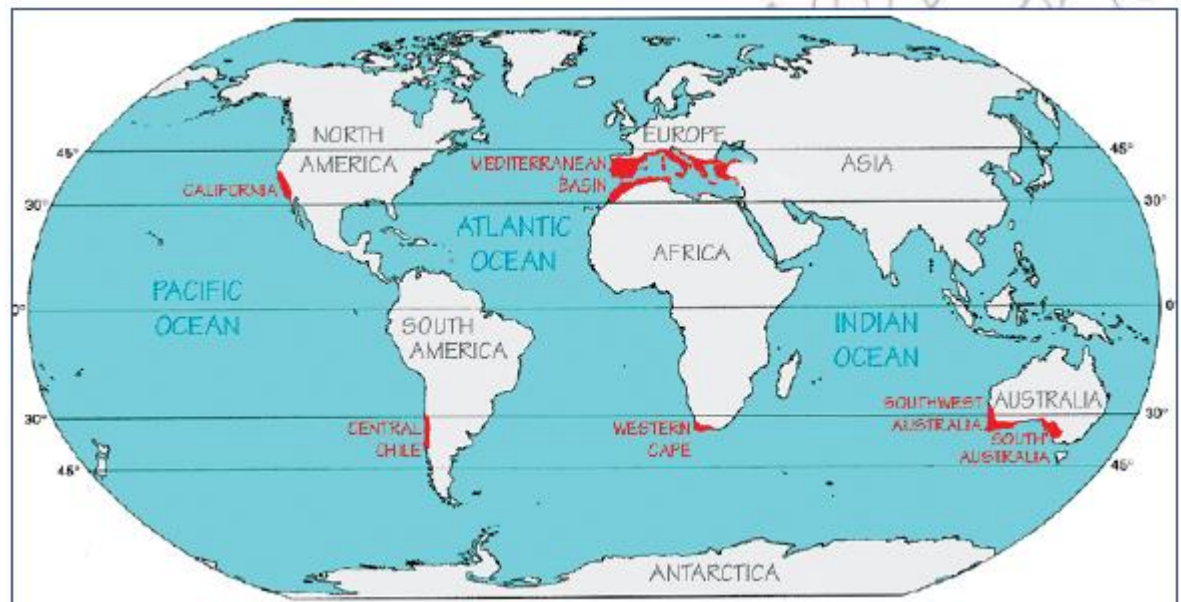 NORTH
AMERICA
EUROPE
ASIA
MEDITERRANEAN
BASIN
CALIFORNIA
45°
45°
30°
30°
ATLANTIC
OCEAN
AFRICA
PACIFIC
OCEAN
0°
0°
SOUTH
AMERICA
INDIAN
OCEAN
CENTRAL
CHILE
WESTERN
CAPE
SOUTHWEST
AUSTRALIA
AUSTRALIA
SOUTH
AUSTRALIA
30°
30°
45°
45°
ANTARCTICA